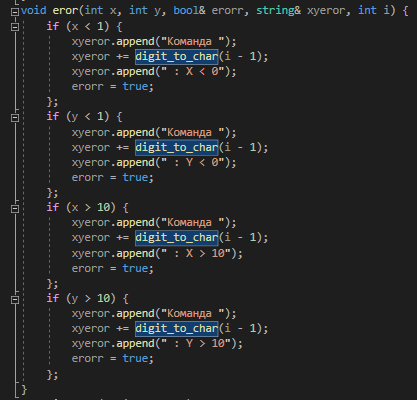 void eror(int x, int y, bool& erorr, string& xyeror, int i) {
if (x < 1) {
xyeror.append("Команда ");
xyeror += digit_to_char(i - 1);
xyeror.append(" : X < 0");
erorr = true;
};
if (y < 1) {
xyeror.append("Команда ");
xyeror += digit_to_char(i - 1);
xyeror.append(" : Y < 0");
erorr = true;
};
if (x > 10) {
xyeror.append("Команда ");
xyeror += digit_to_char(i - 1);
xyeror.append(" : X > 10");
erorr = true;
};
if (y > 10) {
xyeror.append("Команда ");
xyeror += digit_to_char(i - 1);
xyeror.append(" : Y > 10");
erorr = true;
};
}